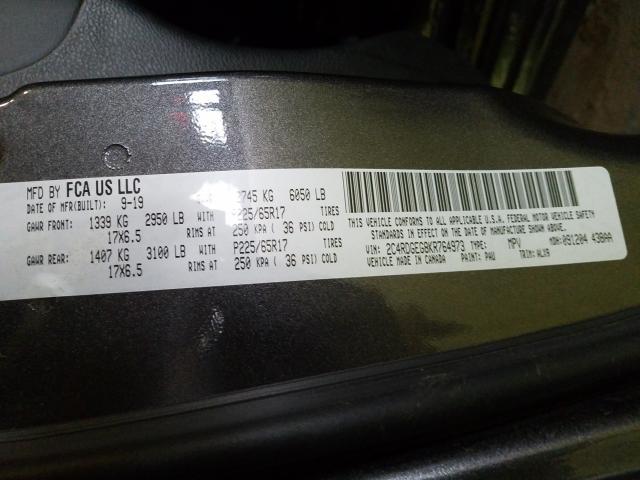 MFD BY FCA US LLC
DATE OF MFR(BUILT): 9-19 2745 KG 6050 LB
GAWR FRONT: 1339 KG 2950 LB WITH P225/65R17 TIRES
17X6.5 RIMS AT 250 KPA ( 36 PSI) COLD
GAWR REAR: 1407 KG 3100 LB WITH P225/65R17 TIRES
17X6.5 RIMS AT 250 KPA ( 36 PSI) COLD
THIS VEHICLE CONFORMS TO ALL APPLICABLE U.S.A. FEDERAL MOTOR VEHICLE SAFETY
STANDARDS IN EFFECT ON THE DATE OF MANUFACTURE SHOWN ABOVE.
VIN: 2C4RDGEG8KR764973 TYPE: MPV MDH: 091204 438AA
VEHICLE MADE IN CANADA PAINT: PAU TRIM: ALX9